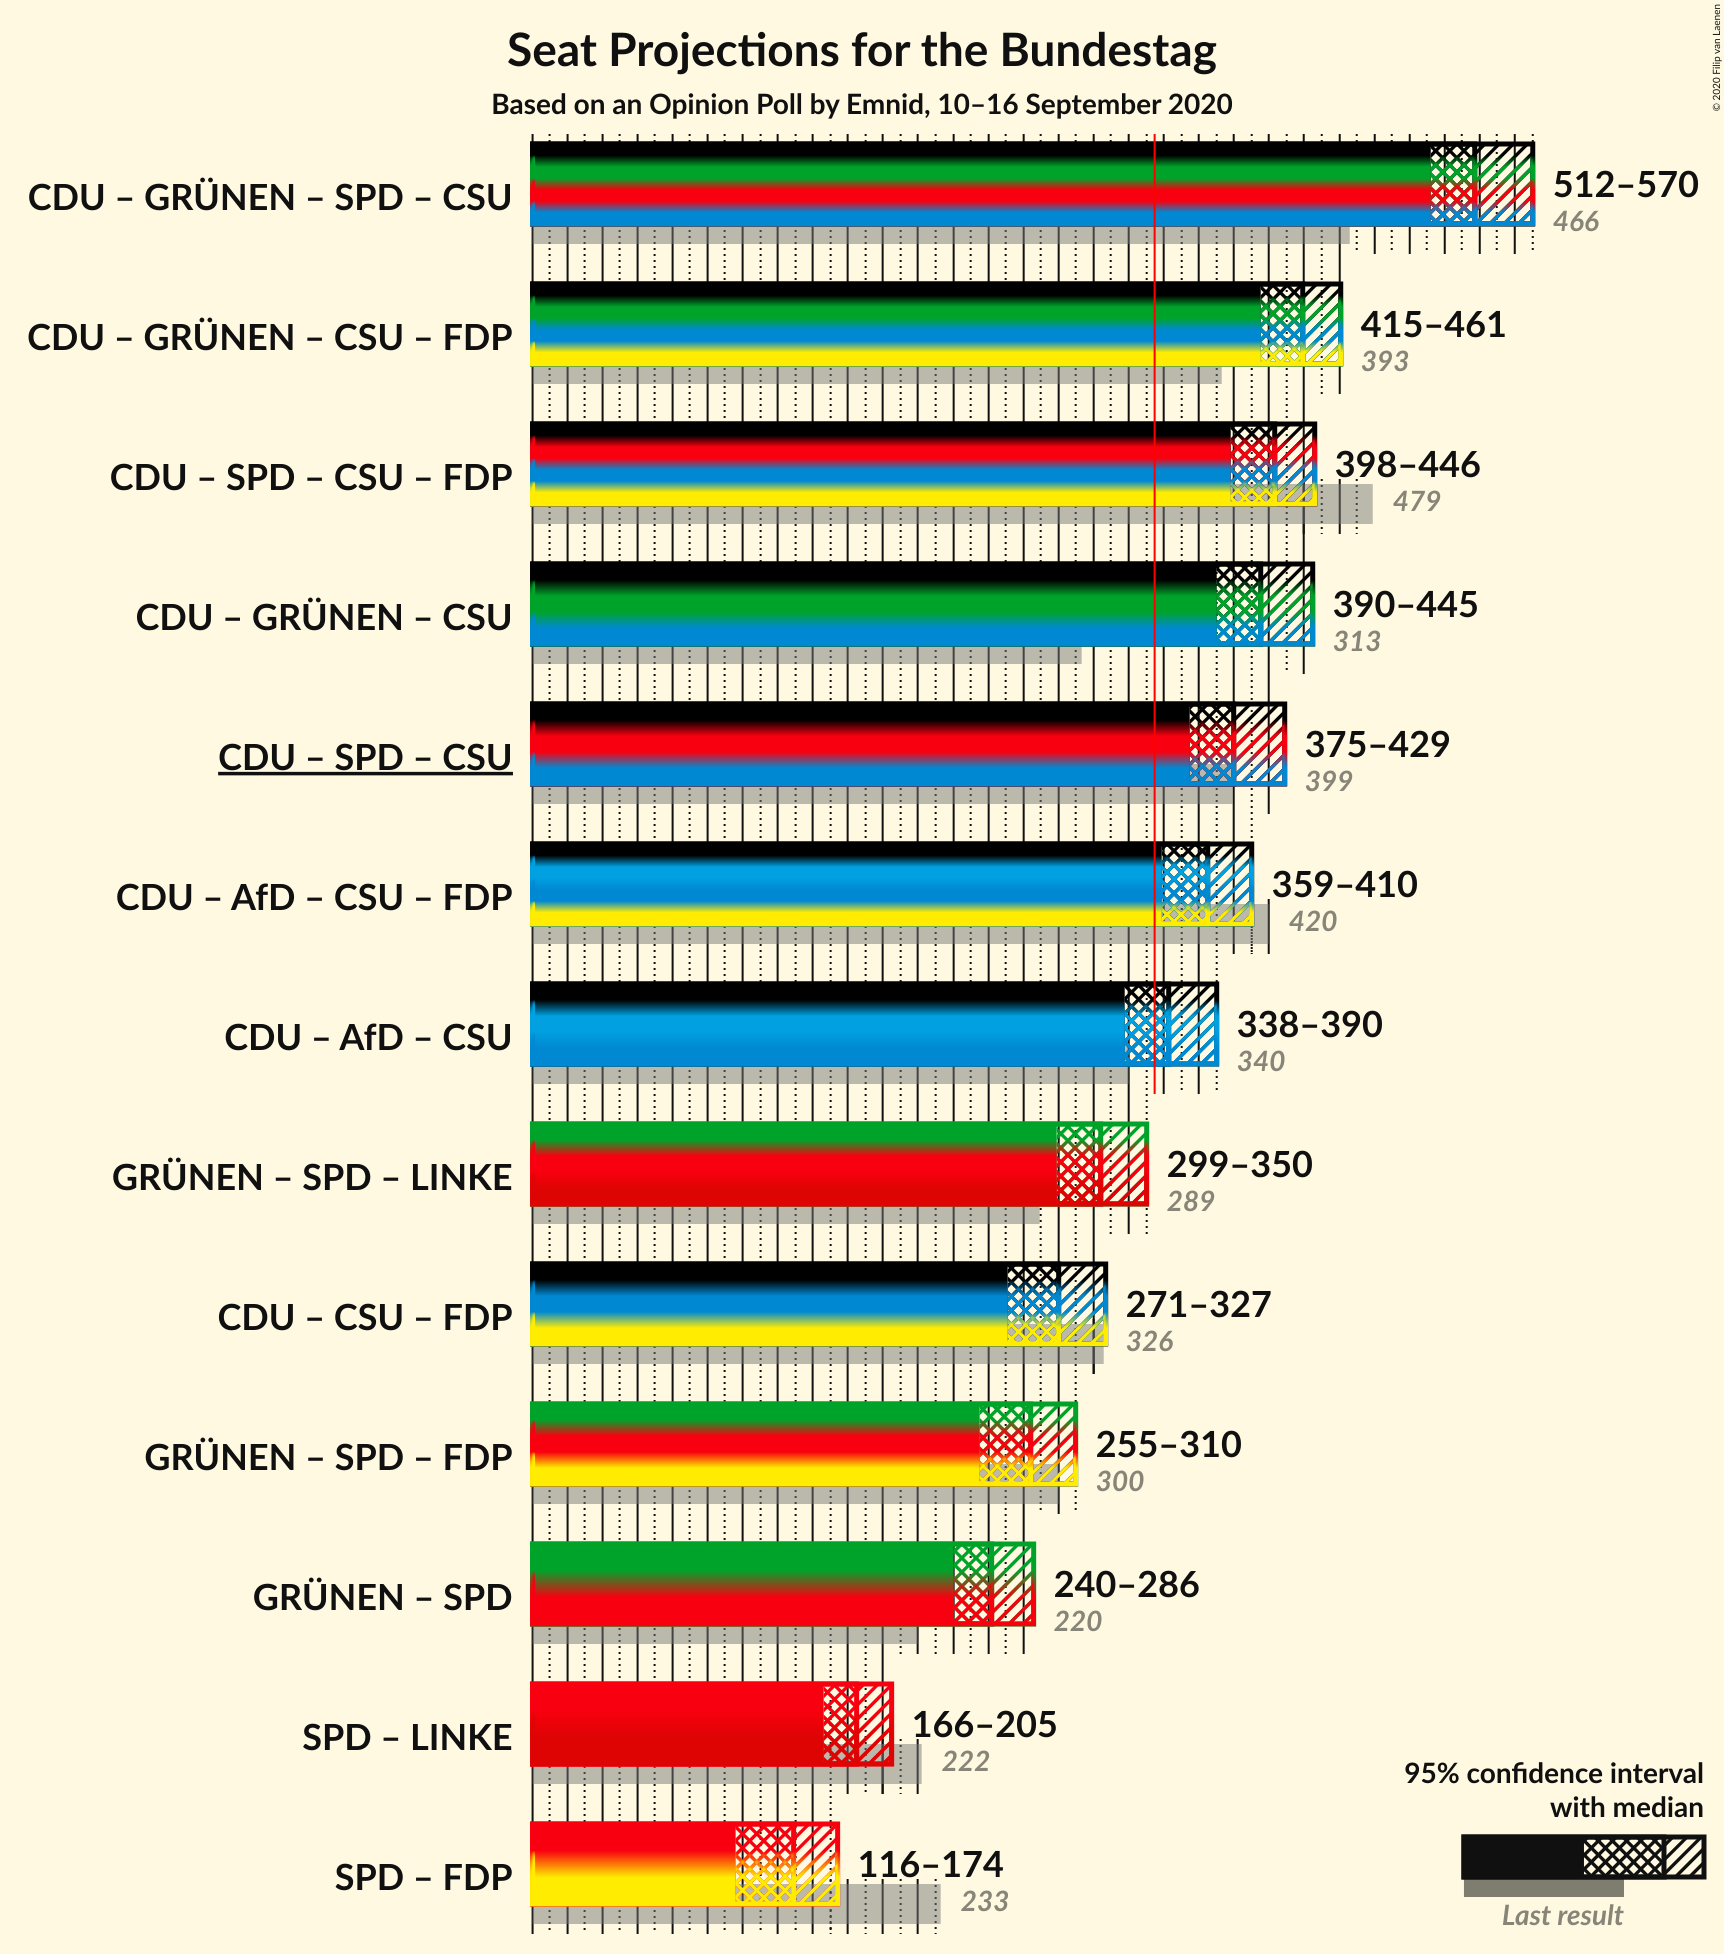 Seat Projections for the Bundestag
Based on an Opinion Poll by Emnid, 10–16 September 2020
© 2020 Filip van Laenen
CDU – GRÜNEN – SPD – CSU
512–570
466
CDU – GRÜNEN – CSU – FDP
415–461
393
CDU – SPD – CSU – FDP
398–446
479
CDU – GRÜNEN – CSU
390–445
313
CDU – SPD – CSU
375–429
399
CDU – AfD – CSU – FDP
359–410
420
CDU – AfD – CSU
338–390
340
GRÜNEN – SPD – LINKE
299–350
289
CDU – CSU – FDP
271–327
326
GRÜNEN – SPD – FDP
255–310
300
GRÜNEN – SPD
240–286
220
SPD – LINKE
166–205
222
SPD – FDP
116–174
233
95% confidence interval
with median
Last result